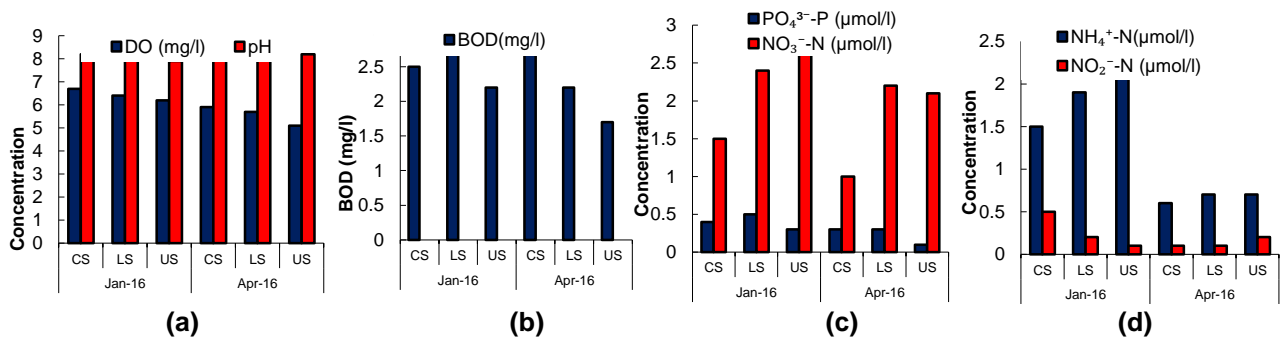 DO (mg/l) pH
Concentration
9
8
7
6
5
4
3
2
1
0
CS LS US CS LS US
Jan-16 Apr-16
(a)
BOD(mg/l)
BOD (mg/l)
2.5
2
1.5
1
0.5
0
CS LS US CS LS US
Jan-16 Apr-16
(b)
PO₄³⁻-P (µmol/l)
NO₃⁻-N (µmol/l)
Concentration
3
2.5
2
1.5
1
0.5
0
CS LS US CS LS US
Jan-16 Apr-16
(c)
NH₄⁺-N(µmol/l)
NO₂⁻-N (µmol/l)
Concentration
2.5
2
1.5
1
0.5
0
CS LS US CS LS US
Jan-16 Apr-16
(d)